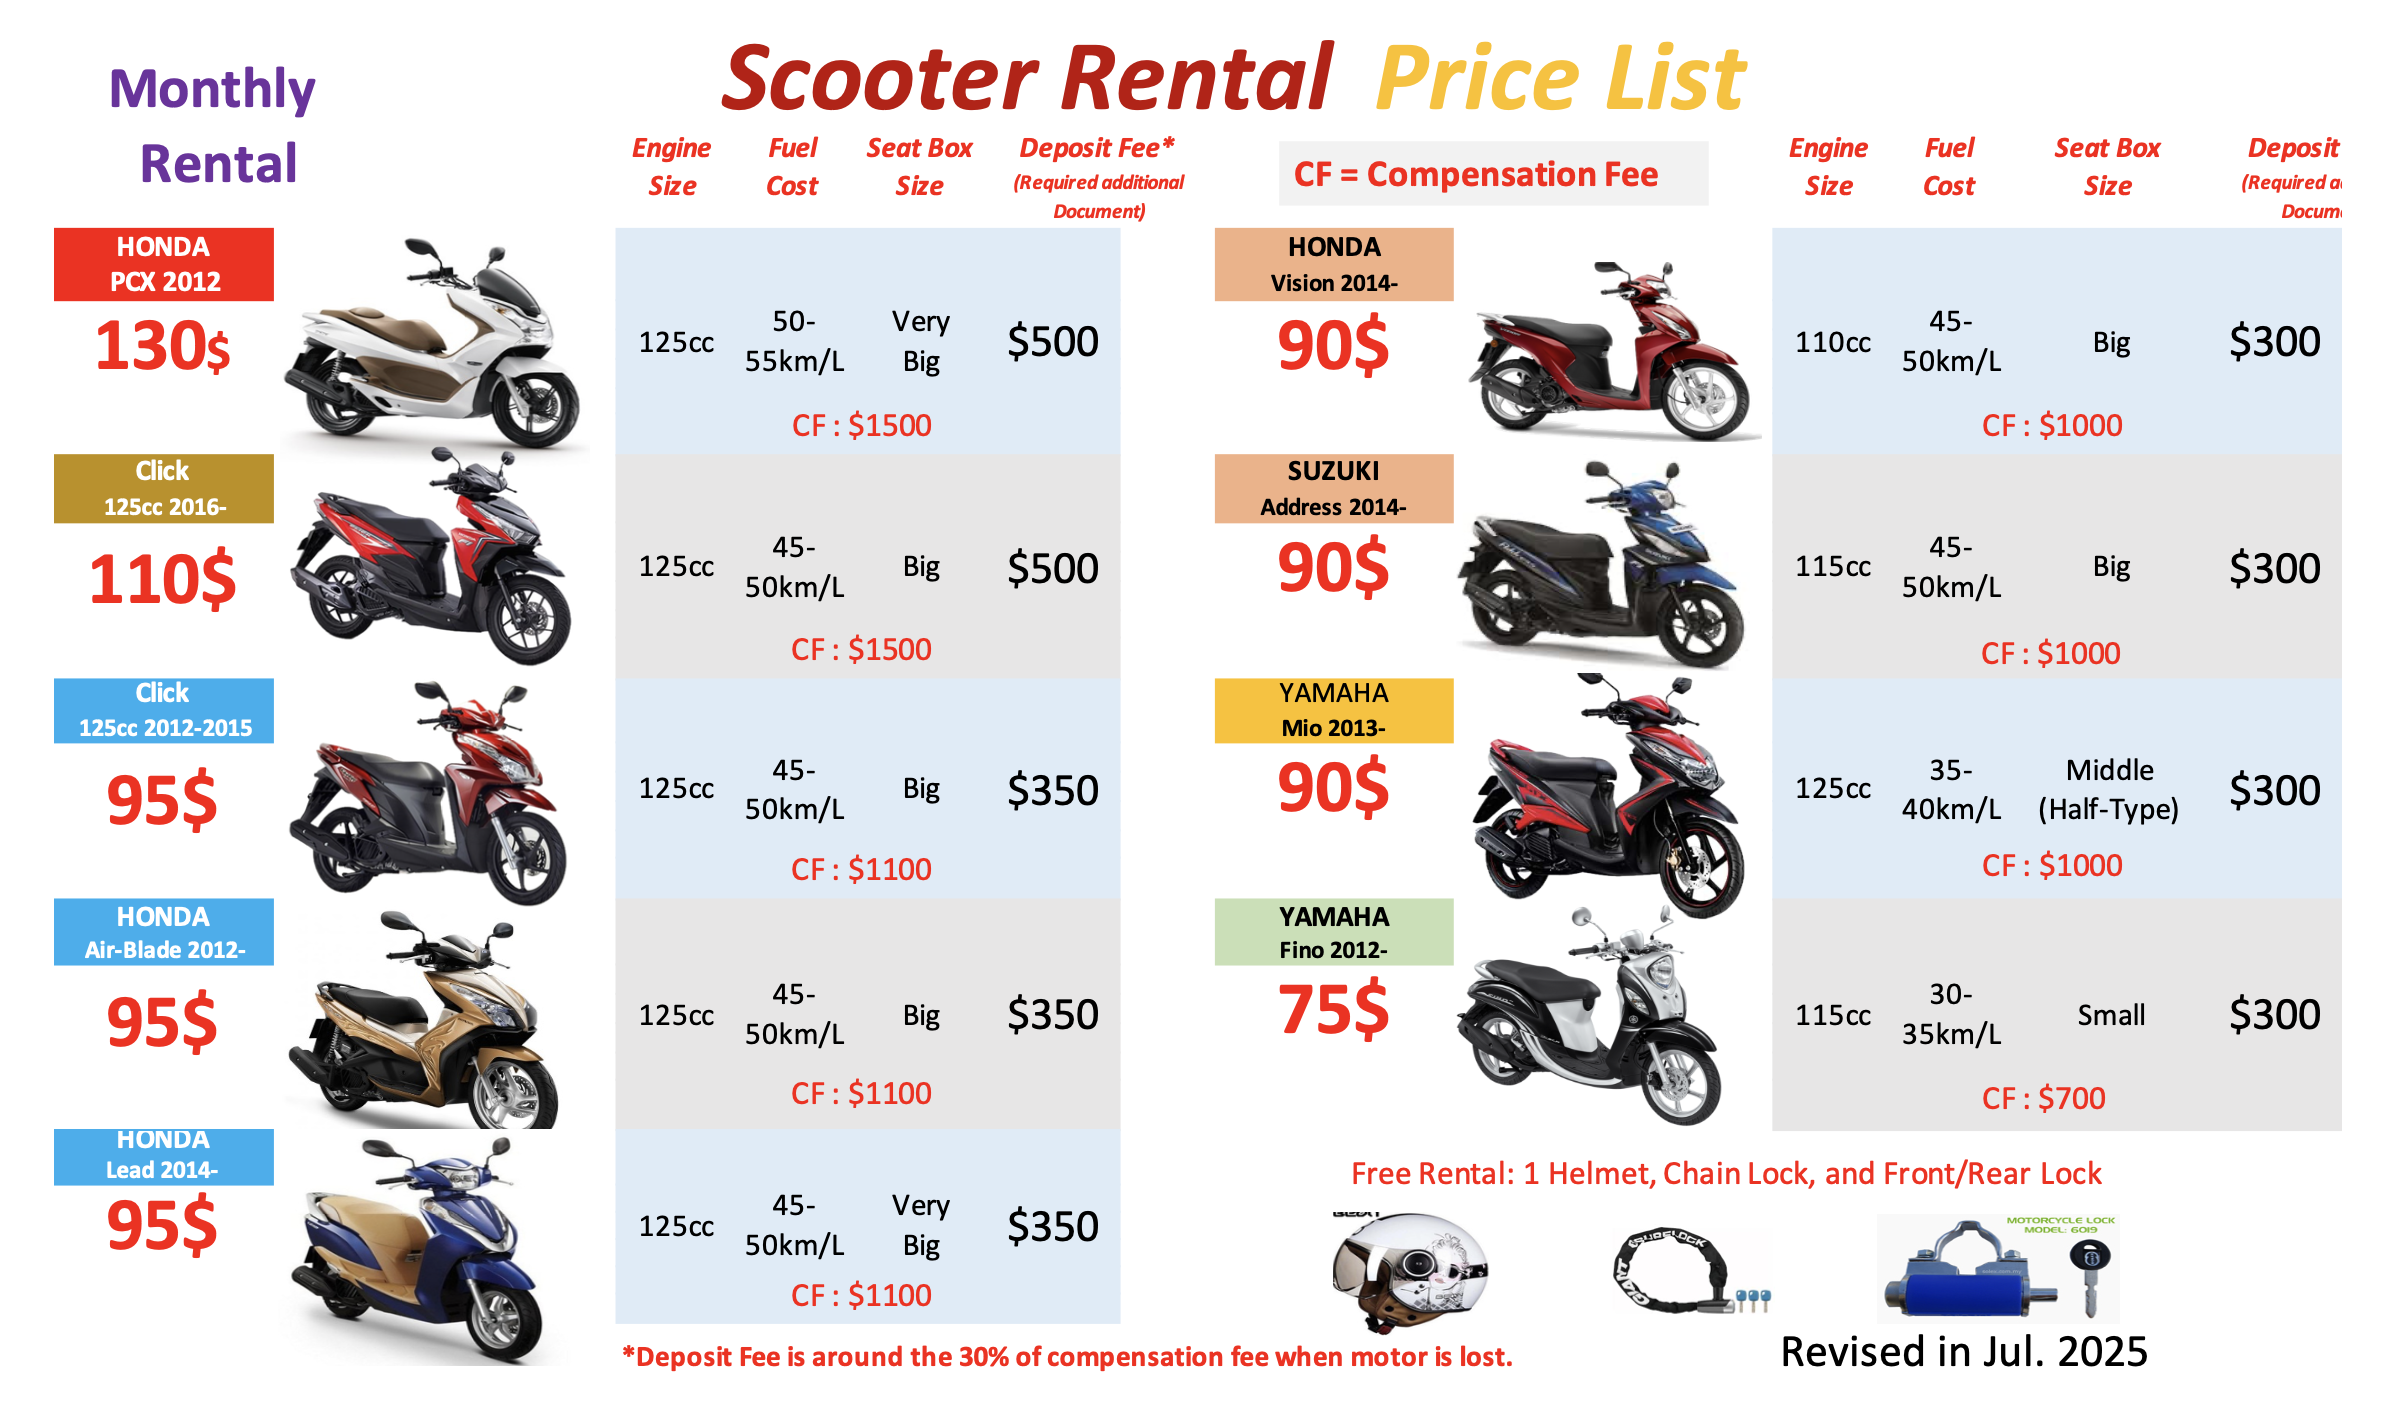 Monthly
Rental
Scooter Rental Price List
Engine
Size
Fuel
Cost
Seat Box
Size
Deposit Fee*
(Required additional
Document)
CF = Compensation Fee
Engine
Size
Fuel
Cost
Seat Box
Size
Deposit
(Required a
Docum
HONDA
PCX 2012
130$
125cc
50-
55km/L
Very
Big
$500
CF : $1500
Click
125cc 2016-
110$
125cc
45-
50km/L
Big
$500
CF : $1500
Click
125cc 2012-2015
95$
125cc
45-
50km/L
Big
$350
CF : $1100
HONDA
Air-Blade 2012-
95$
125cc
45-
50km/L
Big
$350
CF : $1100
HONDA
Lead 2014-
95$
125cc
45-
50km/L
Very
Big
$350
CF : $1100
HONDA
Vision 2014-
90$
110cc
45-
50km/L
Big
$300
CF : $1000
SUZUKI
Address 2014-
90$
115cc
45-
50km/L
Big
$300
CF : $1000
YAMAHA
Mio 2013-
90$
125cc
35-
40km/L
Middle
(Half-Type)
$300
CF : $1000
YAMAHA
Fino 2012-
75$
115cc
30-
35km/L
Small
$300
CF : $700
Free Rental: 1 Helmet, Chain Lock, and Front/Rear Lock
MOTORCYCLE LOCK
MODEL: 6019
*Deposit Fee is around the 30% of compensation fee when motor is lost.
Revised in Jul. 2025